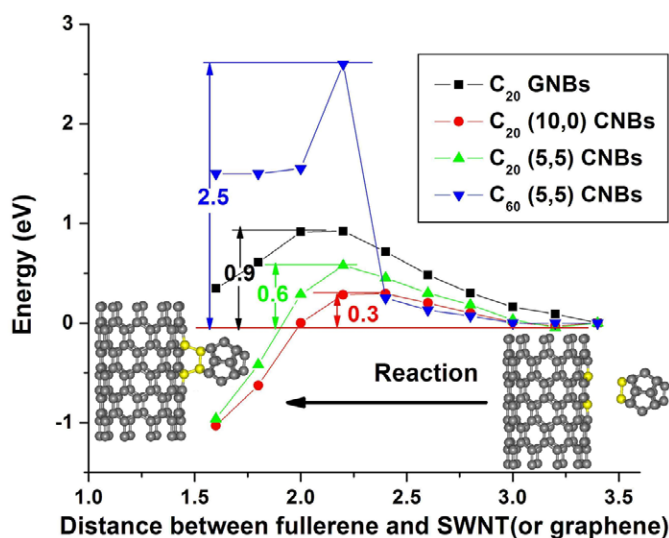 3
2
1
0
-1
Energy (eV)
C20 GNBs
C20 (10,0) CNBs
C20 (5,5) CNBs
C60 (5,5) CNBs
2.5
0.9
0.6
0.3
Reaction
1.0 1.5 2.0 2.5 3.0 3.5
Distance between fullerene and SWNT(or graphene)